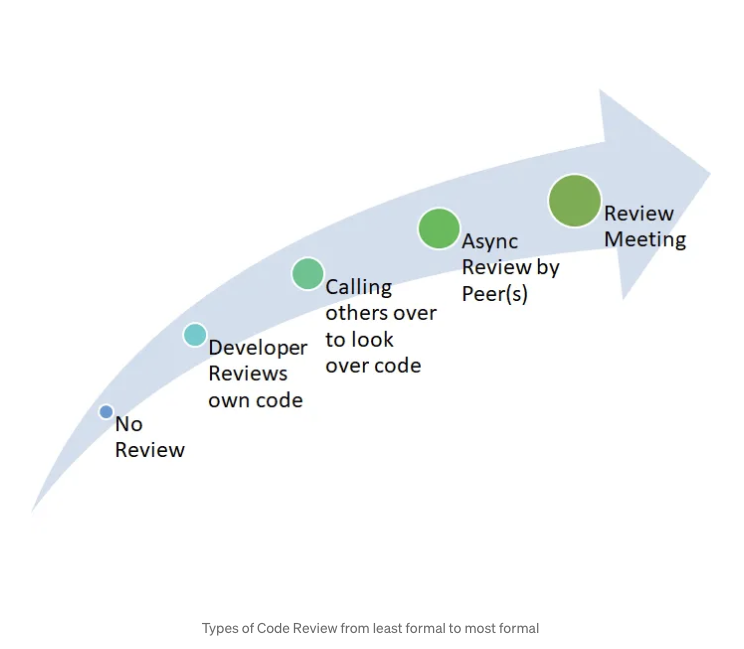 No
Review
Developer
Reviews
own code
Calling
others over
to look
over code
Async
Review by
Peer(s)
Review
Meeting
Types of Code Review from least formal to most formal